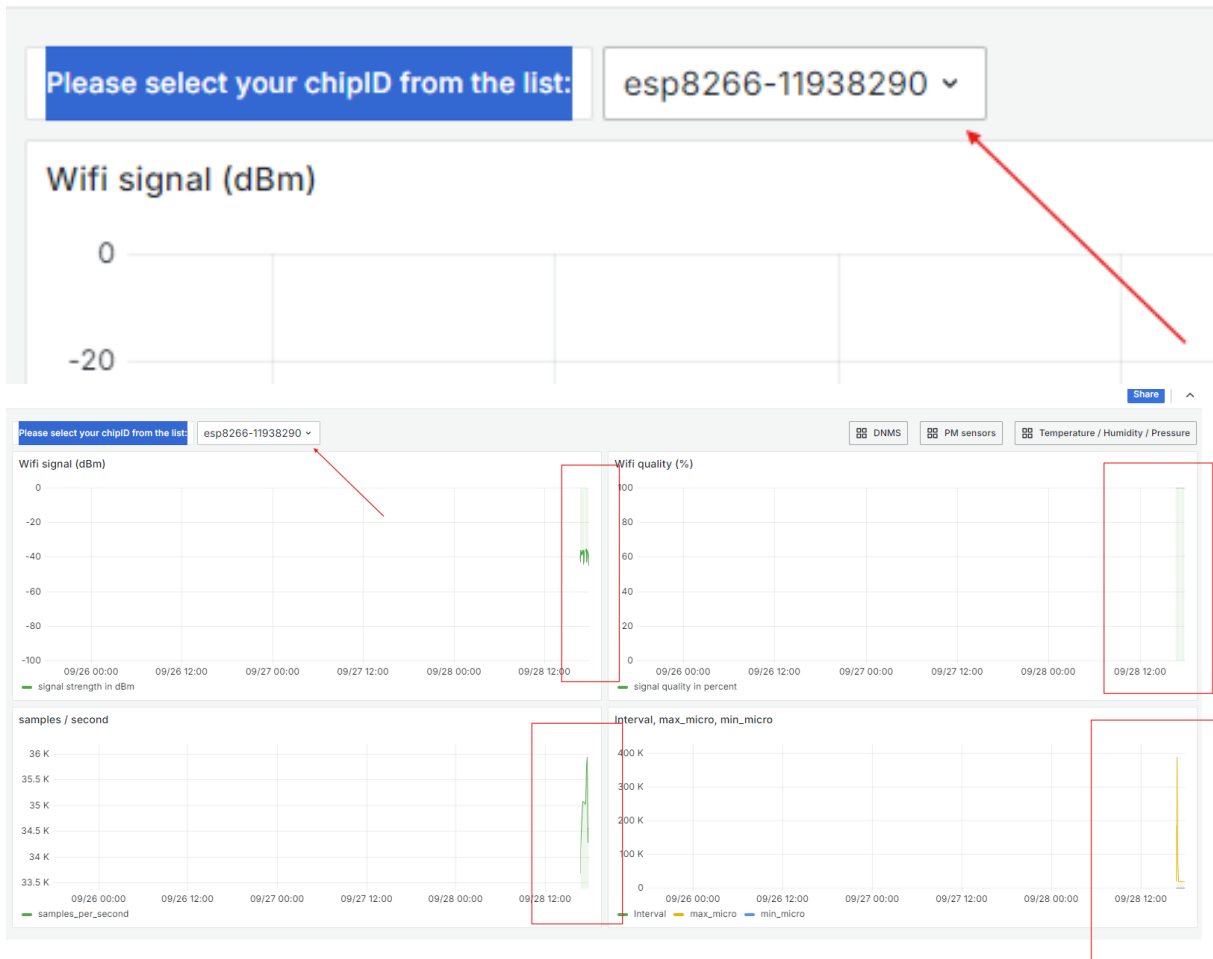 Please select your chipID from the list:
esp8266-11938290
Wifi signal (dBm)
0
-20
Share
Please select your chipID from the list:
esp8266-11938290
DNMS
PM sensors
Temperature / Humidity / Pressure
Wifi signal (dBm)
0
-20
-40
-60
-80
-100
09/26 00:00 09/26 12:00 09/27 00:00 09/27 12:00 09/28 00:00 09/28 12:00
signal strength in dBm
Wifi quality (%)
100
80
60
40
20
0
09/26 00:00 09/26 12:00 09/27 00:00 09/27 12:00 09/28 00:00 09/28 12:00
signal quality in percent
samples / second
36 K
35.5 K
35 K
34.5 K
34 K
33.5 K
09/26 00:00 09/26 12:00 09/27 00:00 09/27 12:00 09/28 00:00 09/28 12:00
samples_per_second
Interval, max_micro, min_micro
400 K
300 K
200 K
100 K
0
09/26 00:00 09/26 12:00 09/27 00:00 09/27 12:00 09/28 00:00 09/28 12:00
Interval max_micro min_micro